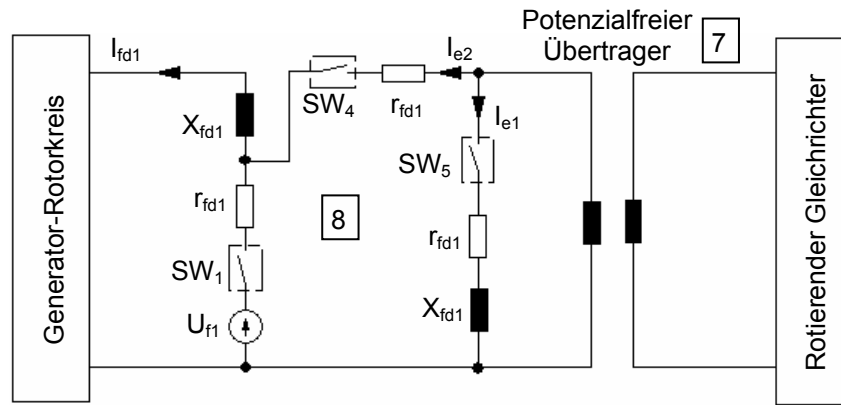 Potenzialfreier
Übertrager
7
I_fd1
I_e2
SW_4
r_fd1
I_e1
X_fd1
SW_5
r_fd1
8
r_fd1
SW_1
X_fd1
U_f1
Generator-Rotorkreis
Rotierender Gleichrichter